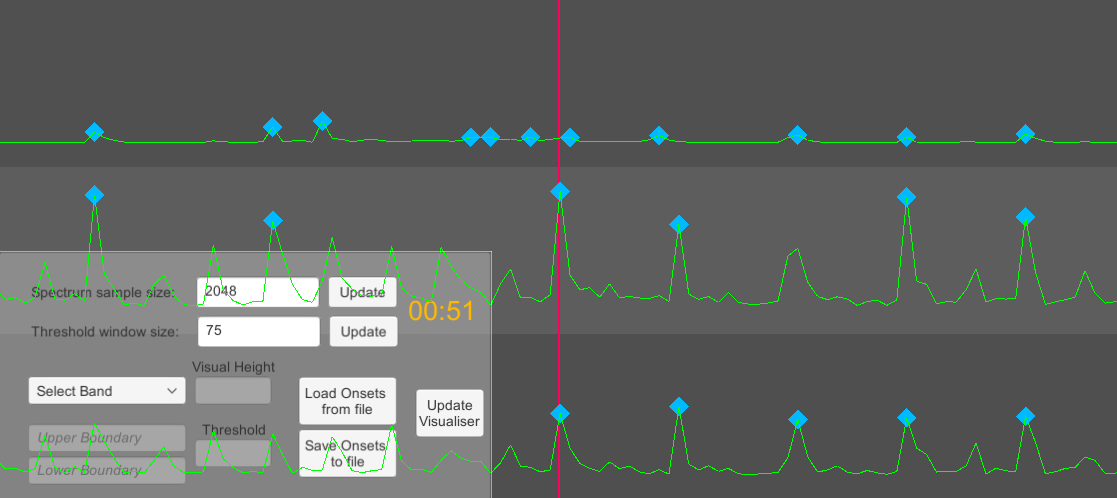 Spectrum sample size: 2048 Update
00:51
Threshold window size: 75 Update
Visual Height
Select Band
Load Onsets
from file
Update
Visualiser
Threshold
Upper Boundary
Save Onsets
to file
Lower Boundary